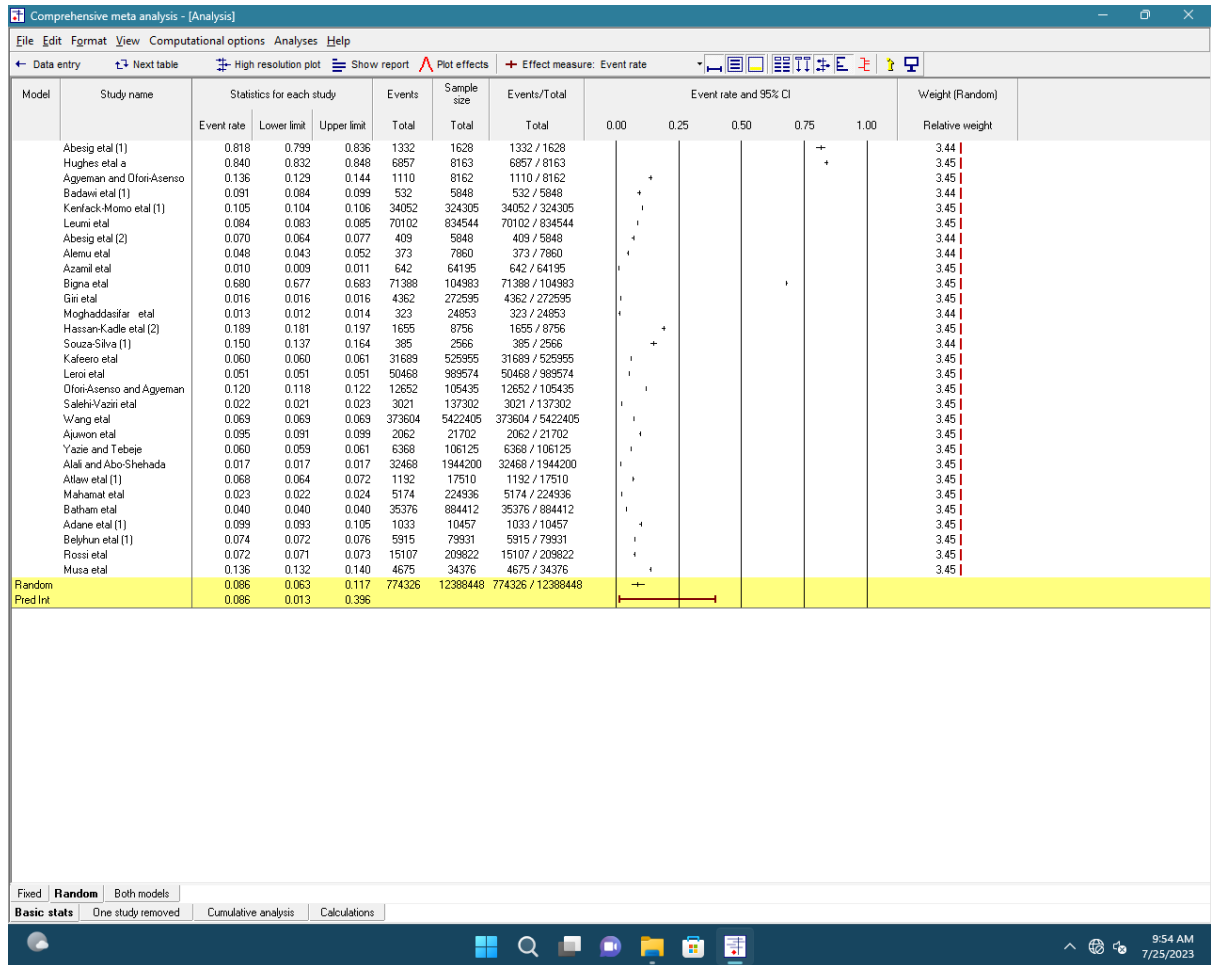 Comprehensive meta analysis - [Analysis]
File Edit Format View Computational options Analyses Help
← Data entry Next table High resolution plot Show report Plot effects Effect measure: Event rate
Model Study name Statistics for each study Events Sample size Events/Total Event rate and 95% CI Weight (Random)
Event rate Lower limit Upper limit Total Total Total 0.00 0.25 0.50 0.75 1.00 Relative weight
Abesig etal (1) 0.818 0.799 0.836 1332 1628 1332 / 1628 3.44
Hughes etal a 0.840 0.832 0.848 6857 8163 6857 / 8163 3.45
Agyeman and Ofori-Asenso 0.136 0.129 0.144 1110 8162 1110 / 8162 3.45
Badawi etal (1) 0.091 0.084 0.099 532 5848 532 / 5848 3.44
Kenfack-Momo etal (1) 0.105 0.104 0.106 34052 324305 34052 / 324305 3.45
Leumi etal 0.084 0.083 0.085 70102 834544 70102 / 834544 3.45
Abesig etal (2) 0.070 0.064 0.077 409 5848 409 / 5848 3.44
Alemu etal 0.048 0.043 0.052 373 7860 373 / 7860 3.44
Azamil etal 0.010 0.009 0.011 642 64195 642 / 64195 3.45
Bigna etal 0.680 0.677 0.683 71388 104983 71388 / 104983 3.45
Giri etal 0.016 0.016 0.016 4362 272595 4362 / 272595 3.45
Moghaddasifar etal 0.013 0.012 0.014 323 24853 323 / 24853 3.44
Hassan-Kadle etal (2) 0.189 0.181 0.197 1655 8756 1655 / 8756 3.45
Souza-Silva (1) 0.150 0.137 0.164 385 2566 385 / 2566 3.44
Kafeero etal 0.060 0.060 0.061 31689 525955 31689 / 525955 3.45
Leroi etal 0.051 0.051 0.051 50468 989574 50468 / 989574 3.45
Ofori-Asenso and Agyeman 0.120 0.118 0.122 12652 105435 12652 / 105435 3.45
Salehi-Vaziri etal 0.022 0.021 0.023 3021 137302 3021 / 137302 3.45
Wang etal 0.069 0.069 0.069 373604 5422405 373604 / 5422405 3.45
Ajuwon etal 0.095 0.091 0.099 2062 21702 2062 / 21702 3.45
Yazie and Tebeje 0.060 0.059 0.061 6368 106125 6368 / 106125 3.45
Alali and Abo-Shehada 0.017 0.017 0.017 32468 1944200 32468 / 1944200 3.45
Atlaw etal (1) 0.068 0.064 0.072 1192 17510 1192 / 17510 3.45
Mahamat etal 0.023 0.022 0.024 5174 224936 5174 / 224936 3.45
Batham etal 0.040 0.040 0.040 35376 884412 35376 / 884412 3.45
Adane etal (1) 0.099 0.093 0.105 1033 10457 1033 / 10457 3.45
Belyhun etal (1) 0.074 0.072 0.076 5915 79931 5915 / 79931 3.45
Rossi etal 0.072 0.071 0.073 15107 209822 15107 / 209822 3.45
Musa etal 0.136 0.132 0.140 4675 34376 4675 / 34376 3.45
Random 0.086 0.063 0.117 774326 12388448 774326 / 12388448
Pred Int 0.086 0.013 0.396
Fixed Random Both models
Basic stats One study removed Cumulative analysis Calculations
9:54 AM
7/25/2023